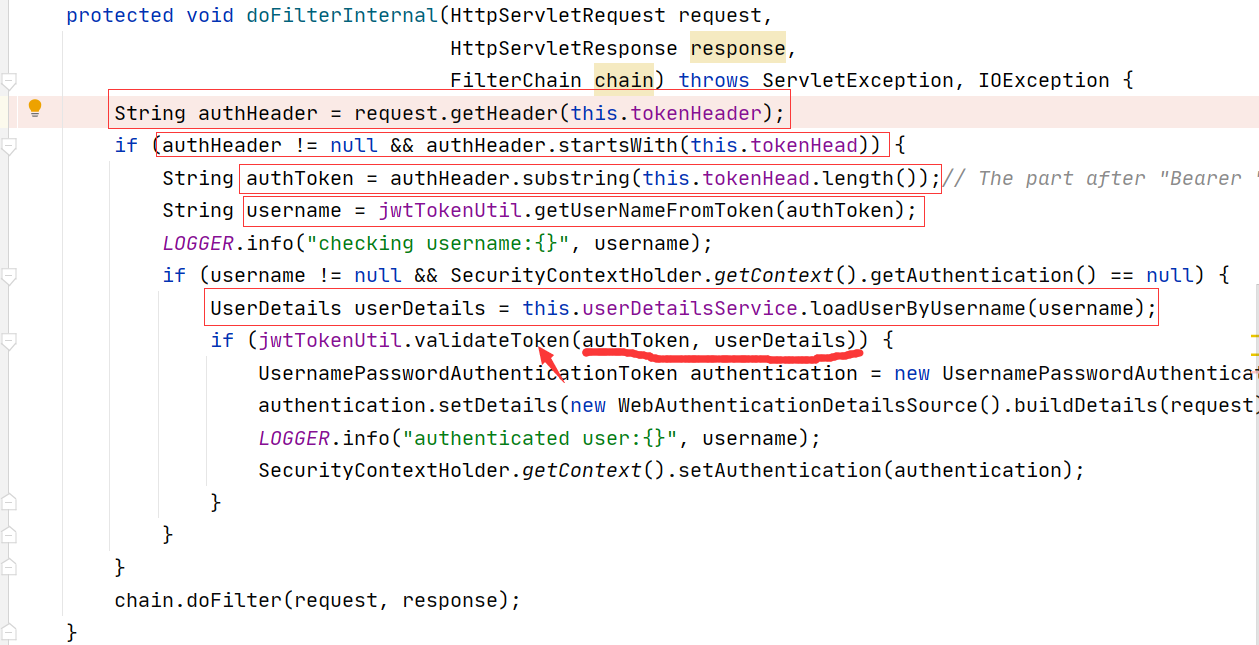 protected void doFilterInternal(HttpServletRequest request,
HttpServletResponse response,
FilterChain chain) throws ServletException, IOException {
String authHeader = request.getHeader(this.tokenHeader);
if (authHeader != null && authHeader.startsWith(this.tokenHead)) {
String authToken = authHeader.substring(this.tokenHead.length());// The part after "Bearer "
String username = jwtTokenUtil.getUserNameFromToken(authToken);
LOGGER.info("checking username:{}", username);
if (username != null && SecurityContextHolder.getContext().getAuthentication() == null) {
UserDetails userDetails = this.userDetailsService.loadUserByUsername(username);
if (jwtTokenUtil.validateToken(authToken, userDetails)) {
UsernamePasswordAuthenticationToken authentication = new UsernamePasswordAuthenticat
authentication.setDetails(new WebAuthenticationDetailsSource().buildDetails(request)
LOGGER.info("authenticated user:{}", username);
SecurityContextHolder.getContext().setAuthentication(authentication);
}
}
}
chain.doFilter(request, response);
}